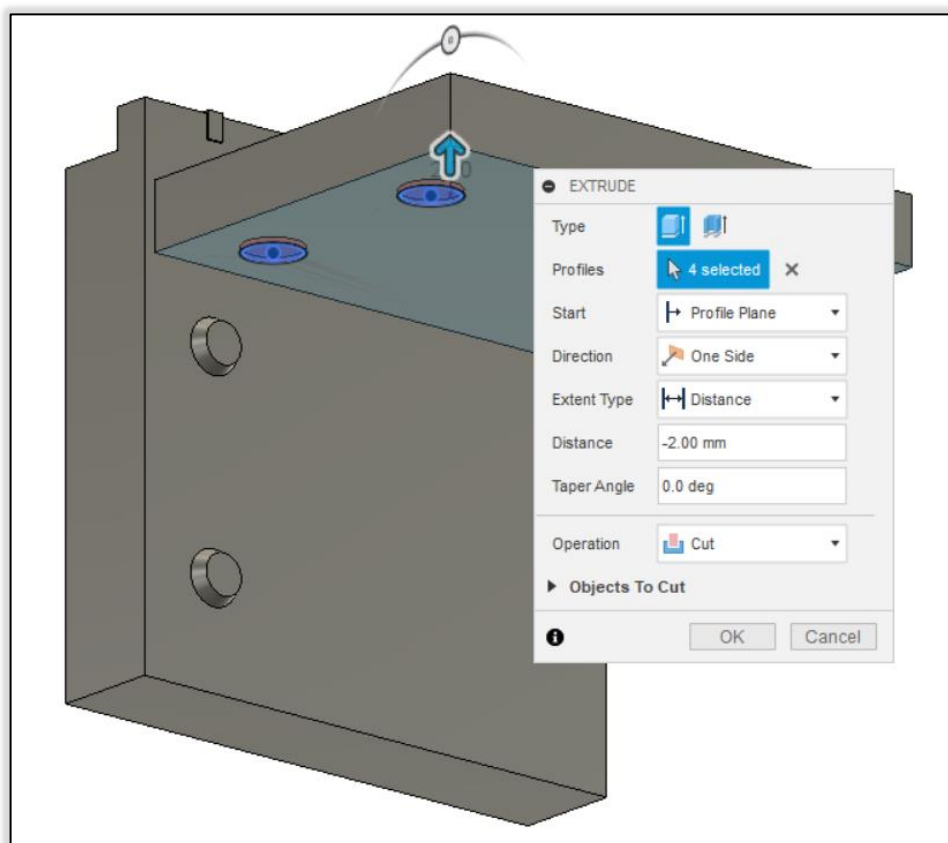 EXTRUDE
Type
Profiles 4 selected
Start Profile Plane
Direction One Side
Extent Type Distance
Distance -2.00 mm
Taper Angle 0.0 deg
Operation Cut
Objects To Cut
OK Cancel